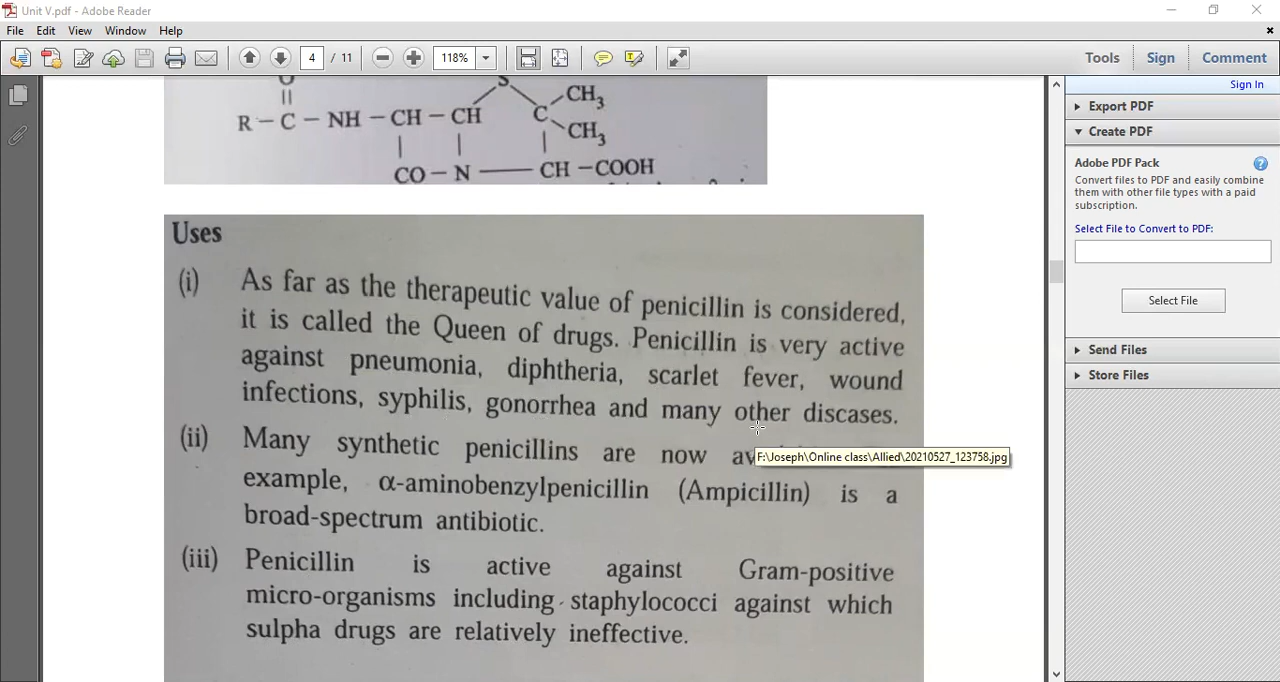 Unit V.pdf - Adobe Reader
File Edit View Window Help
4 / 11 118% Tools Sign Comment
Sign In
Export PDF
Create PDF
Adobe PDF Pack
Convert files to PDF and easily combine
them with other file types with a paid
subscription.
Select File to Convert to PDF:
Select File
Send Files
Store Files
S CH3
R - C - NH - CH - CH C
CH3
CO - N CH - COOH
Uses
(i) As far as the therapeutic value of penicillin is considered,
it is called the Queen of drugs. Penicillin is very active
against pneumonia, diphtheria, scarlet fever, wound
infections, syphilis, gonorrhea and many other discases.
(ii) Many synthetic penicillins are now
F:\Joseph\Online class\Allied\20210527_123758.jpg
example, α-aminobenzylpenicillin (Ampicillin) is a
broad-spectrum antibiotic.
(iii) Penicillin is active against Gram-positive
micro-organisms including staphylococci against which
sulpha drugs are relatively ineffective.